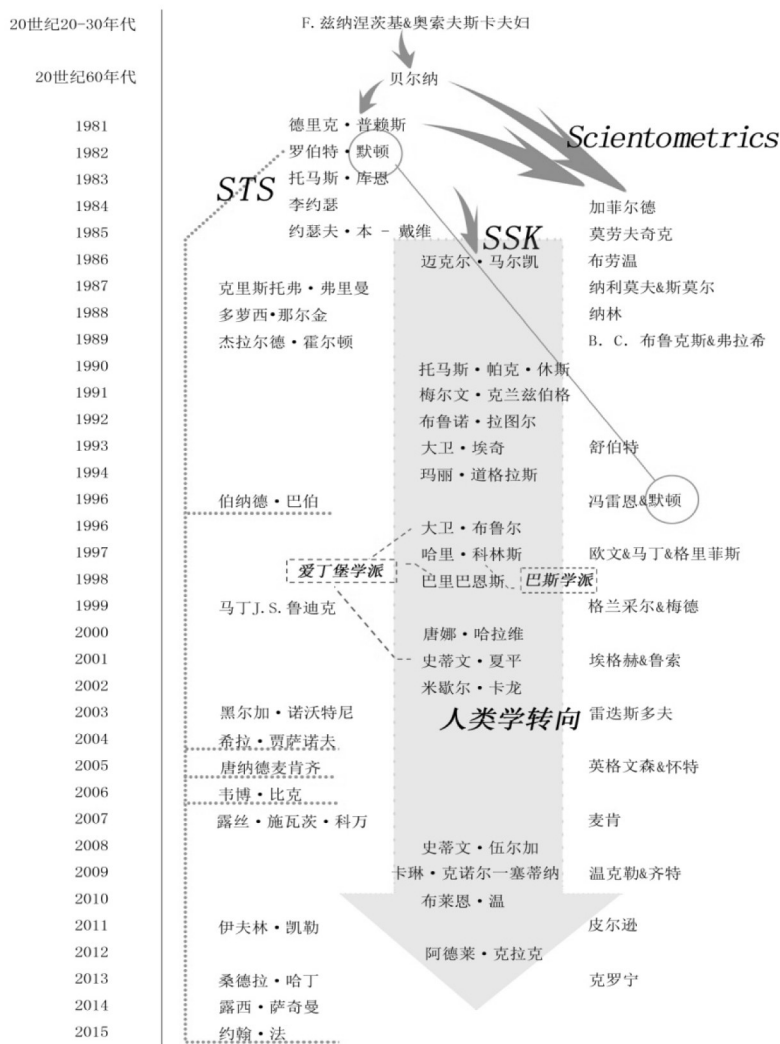 20世纪20-30年代 F. 兹纳涅茨基&奥索夫斯卡夫妇
20世纪60年代 贝尔纳
1981 德里克·普赖斯
Scientometrics
1982 罗伯特·默顿
1983 托马斯·库恩
STS
1984 李约瑟 加菲尔德
1985 约瑟夫·本-戴维 莫劳夫奇克
SSK
1986 迈克尔·马尔凯 布劳温
1987 克里斯托弗·弗里曼 纳利莫夫&斯莫尔
1988 多萝西·那尔金 纳林
1989 杰拉尔德·霍尔顿 B. C. 布鲁克斯&弗拉希
1990 托马斯·帕克·休斯
1991 梅尔文·克兰兹伯格
1992 布鲁诺·拉图尔
1993 大卫·埃奇 舒伯特
1994 玛丽·道格拉斯
1996 伯纳德·巴伯 冯雷恩&默顿
1996 大卫·布鲁尔
1997 哈里·科林斯 欧文&马丁&格里菲斯
1998 爱丁堡学派 巴里巴恩斯 巴斯学派
1999 马丁J.S.鲁迪克 格兰采尔&梅德
2000 唐娜·哈拉维
2001 史蒂文·夏平 埃格赫&鲁索
2002 米歇尔·卡龙
2003 黑尔加·诺沃特尼 人类学转向 雷迭斯多夫
2004 希拉·贾萨诺夫
2005 唐纳德麦肯齐 英格文森&怀特
2006 韦博·比克
2007 露丝·施瓦茨·科万 麦肯
2008 史蒂文·伍尔加
2009 卡琳·克诺尔一塞蒂纳 温克勒&齐特
2010 布莱恩·温
2011 伊夫林·凯勒 皮尔逊
2012 阿德莱·克拉克
2013 桑德拉·哈丁 克罗宁
2014 露西·萨奇曼
2015 约翰·法